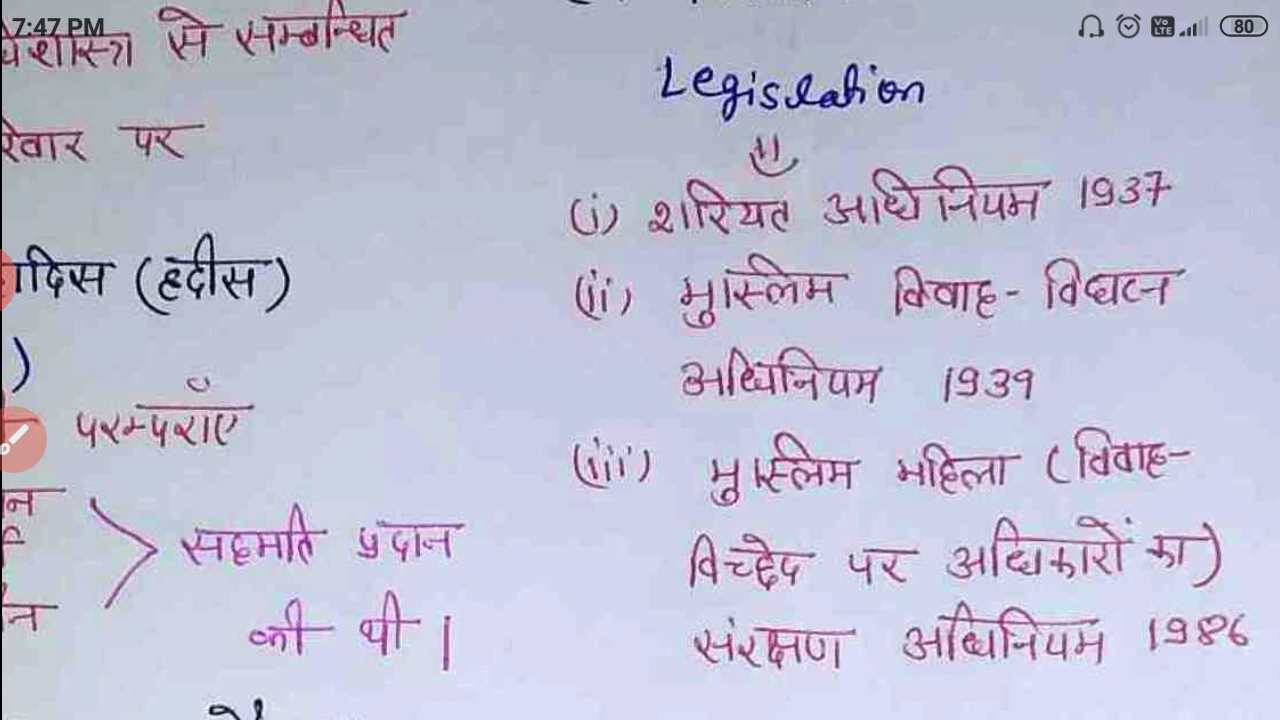 7:47 PM
80
से सम्बन्धित
पर
(हदीस)
परम्पराएँ
सहमति प्रदान
की थी |
Legislation
(i) शरियत अधिनियम 1937
(ii) मुस्लिम विवाह - विघटन
अधिनियम 1939
(iii) मुस्लिम महिला (विवाह-
विच्छेद पर अधिकारों का)
संरक्षण अधिनियम 1986